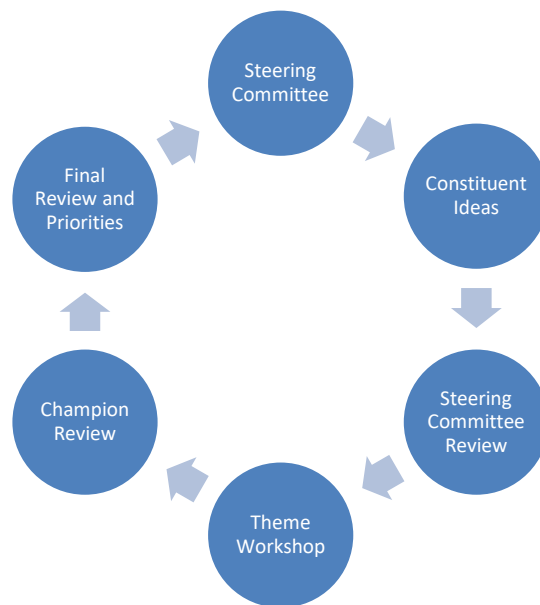 Steering
Committee
Constituent
Ideas
Steering
Committee
Review
Theme
Workshop
Champion
Review
Final
Review and
Priorities